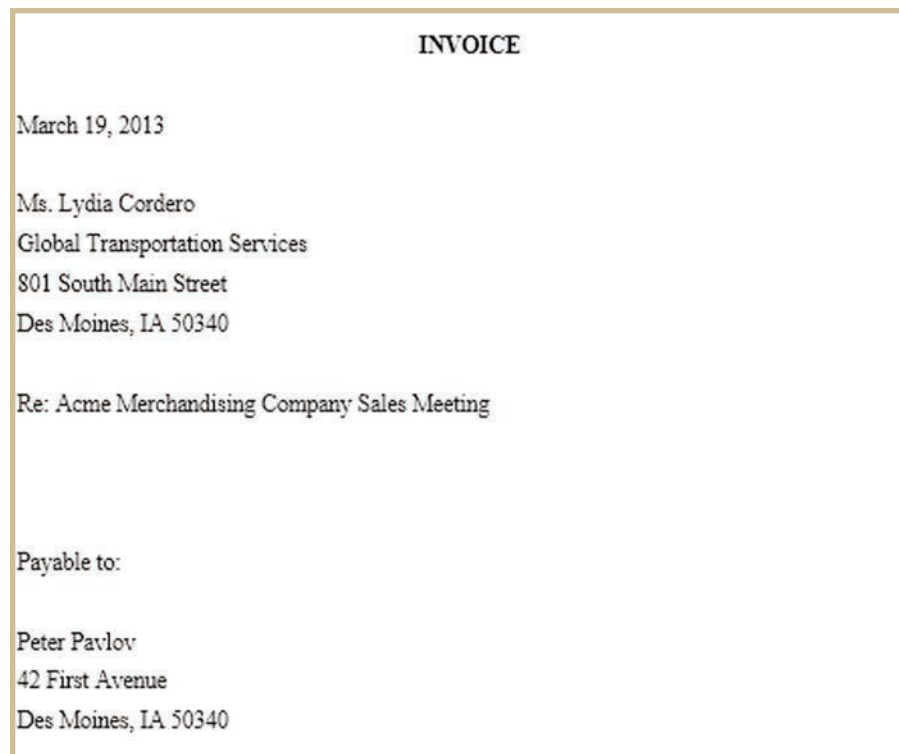 INVOICE
March 19, 2013
Ms. Lydia Cordero
Global Transportation Services
801 South Main Street
Des Moines, IA 50340
Re: Acme Merchandising Company Sales Meeting
Payable to:
Peter Pavlov
42 First Avenue
Des Moines, IA 50340